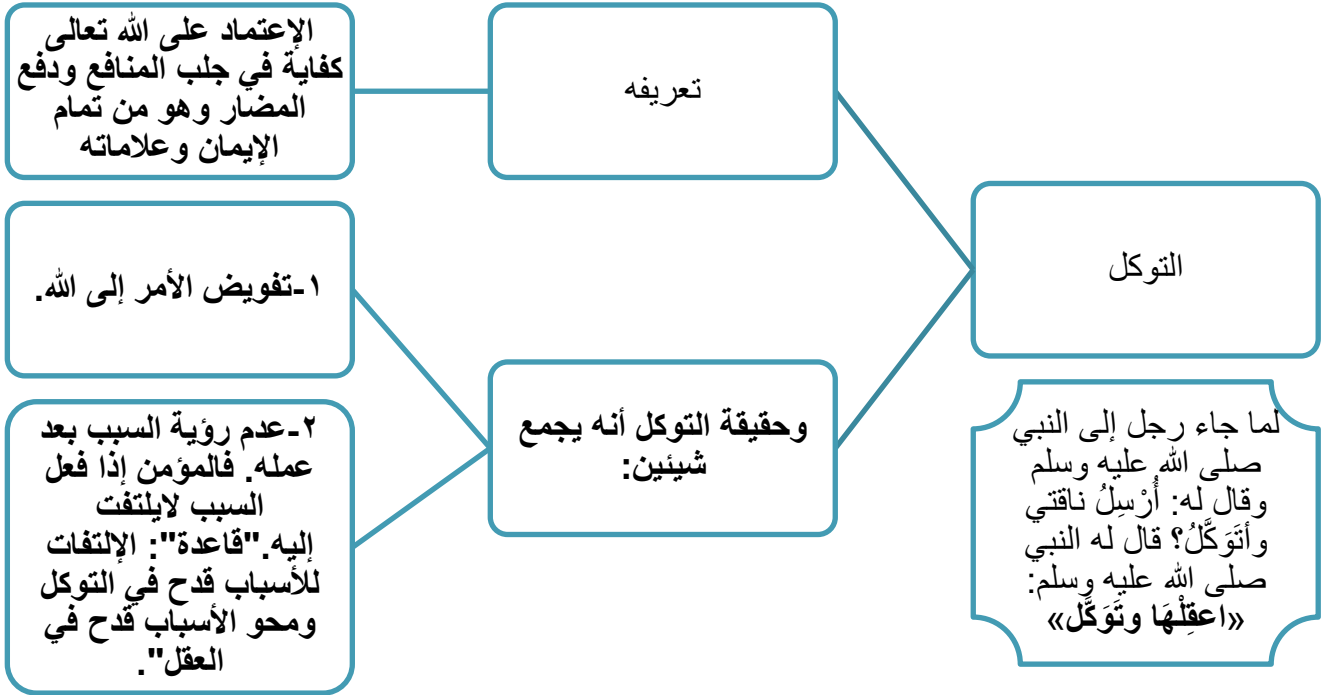 التوكل
تعريفه
الإعتماد على الله تعالى
كفاية في جلب المنافع ودفع
المضار وهو من تمام
الإيمان وعلاماته
وحقيقة التوكل أنه يجمع
شيئين:
١-تفويض الأمر إلى الله.
٢-عدم رؤية السبب بعد
عمله. فالمؤمن إذا فعل
السبب لايلتفت
إليه."قاعدة": الإلتفات
للأسباب قدح في التوكل
ومحو الأسباب قدح في
العقل".
لما جاء رجل إلى النبي
صلى الله عليه وسلم
وقال له: أُرْسِلُ ناقتي
وأتَوَكَّلُ؟ قال له النبي
صلى الله عليه وسلم:
«اعقِلْهَا وتَوَكَّل»